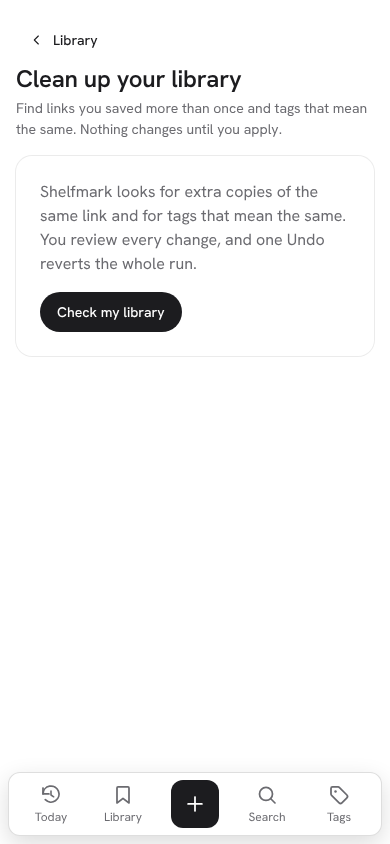 Library
Clean up your library
Find links you saved more than once and tags that mean
the same. Nothing changes until you apply.
Shelfmark looks for extra copies of the
same link and for tags that mean the same.
You review every change, and one Undo
reverts the whole run.
Check my library
Today
Library
Search
Tags